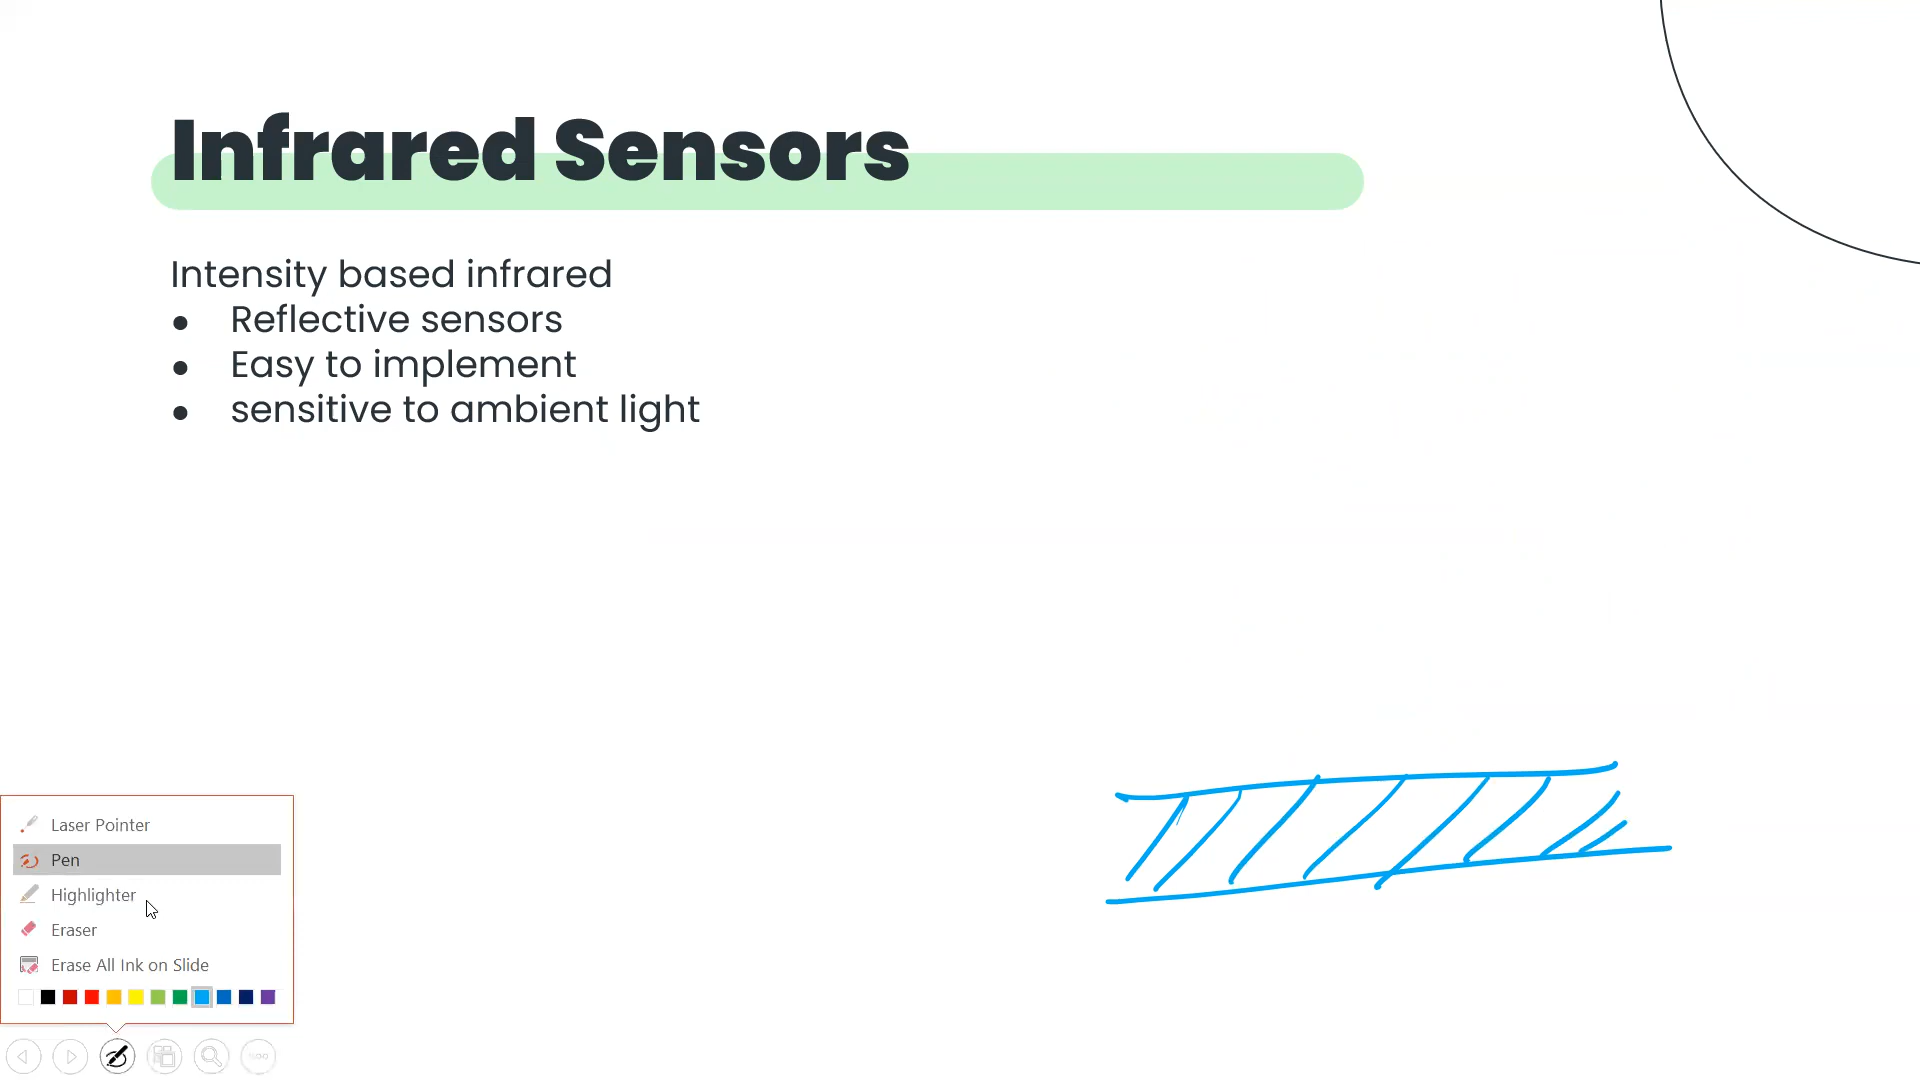 Infrared Sensors
Intensity based infrared
● Reflective sensors
● Easy to implement
● sensitive to ambient light
Laser Pointer
Pen
Highlighter
Eraser
Erase All Ink on Slide